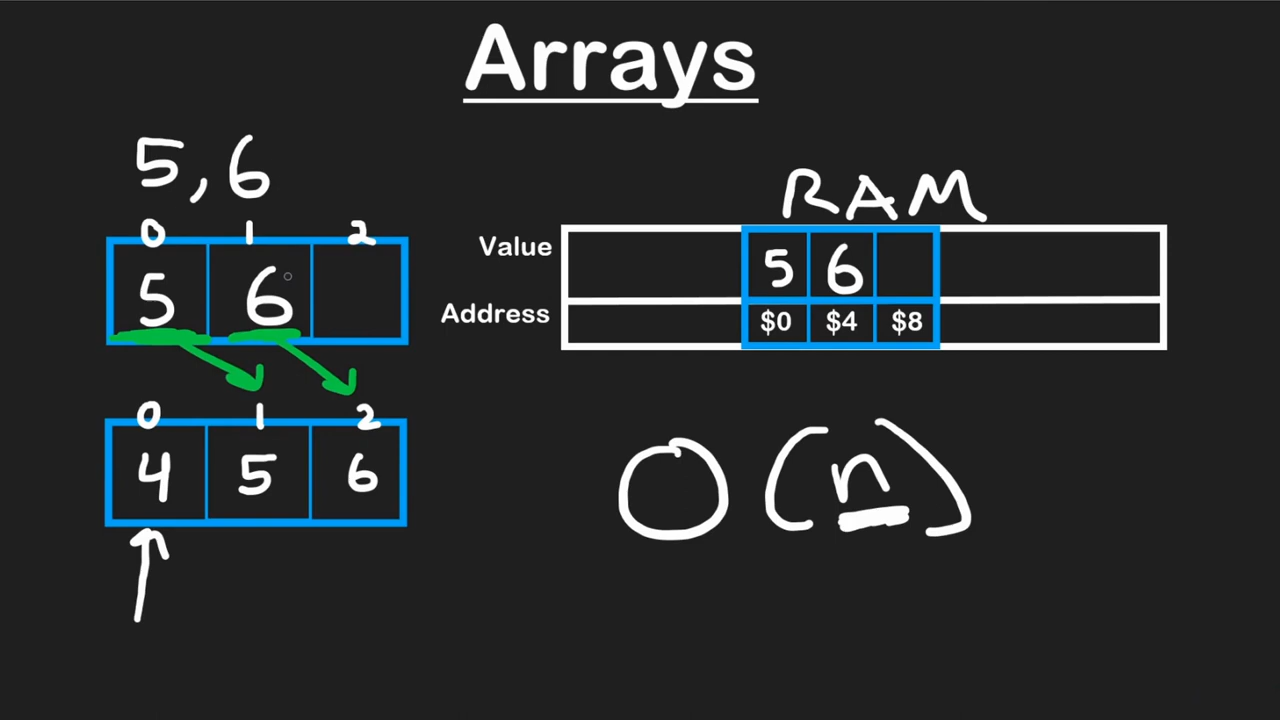 Arrays
5, 6
0 1 2
5 6
0 1 2
4 5 6
RAM
Value 5 6
Address $0 $4 $8
O(n)